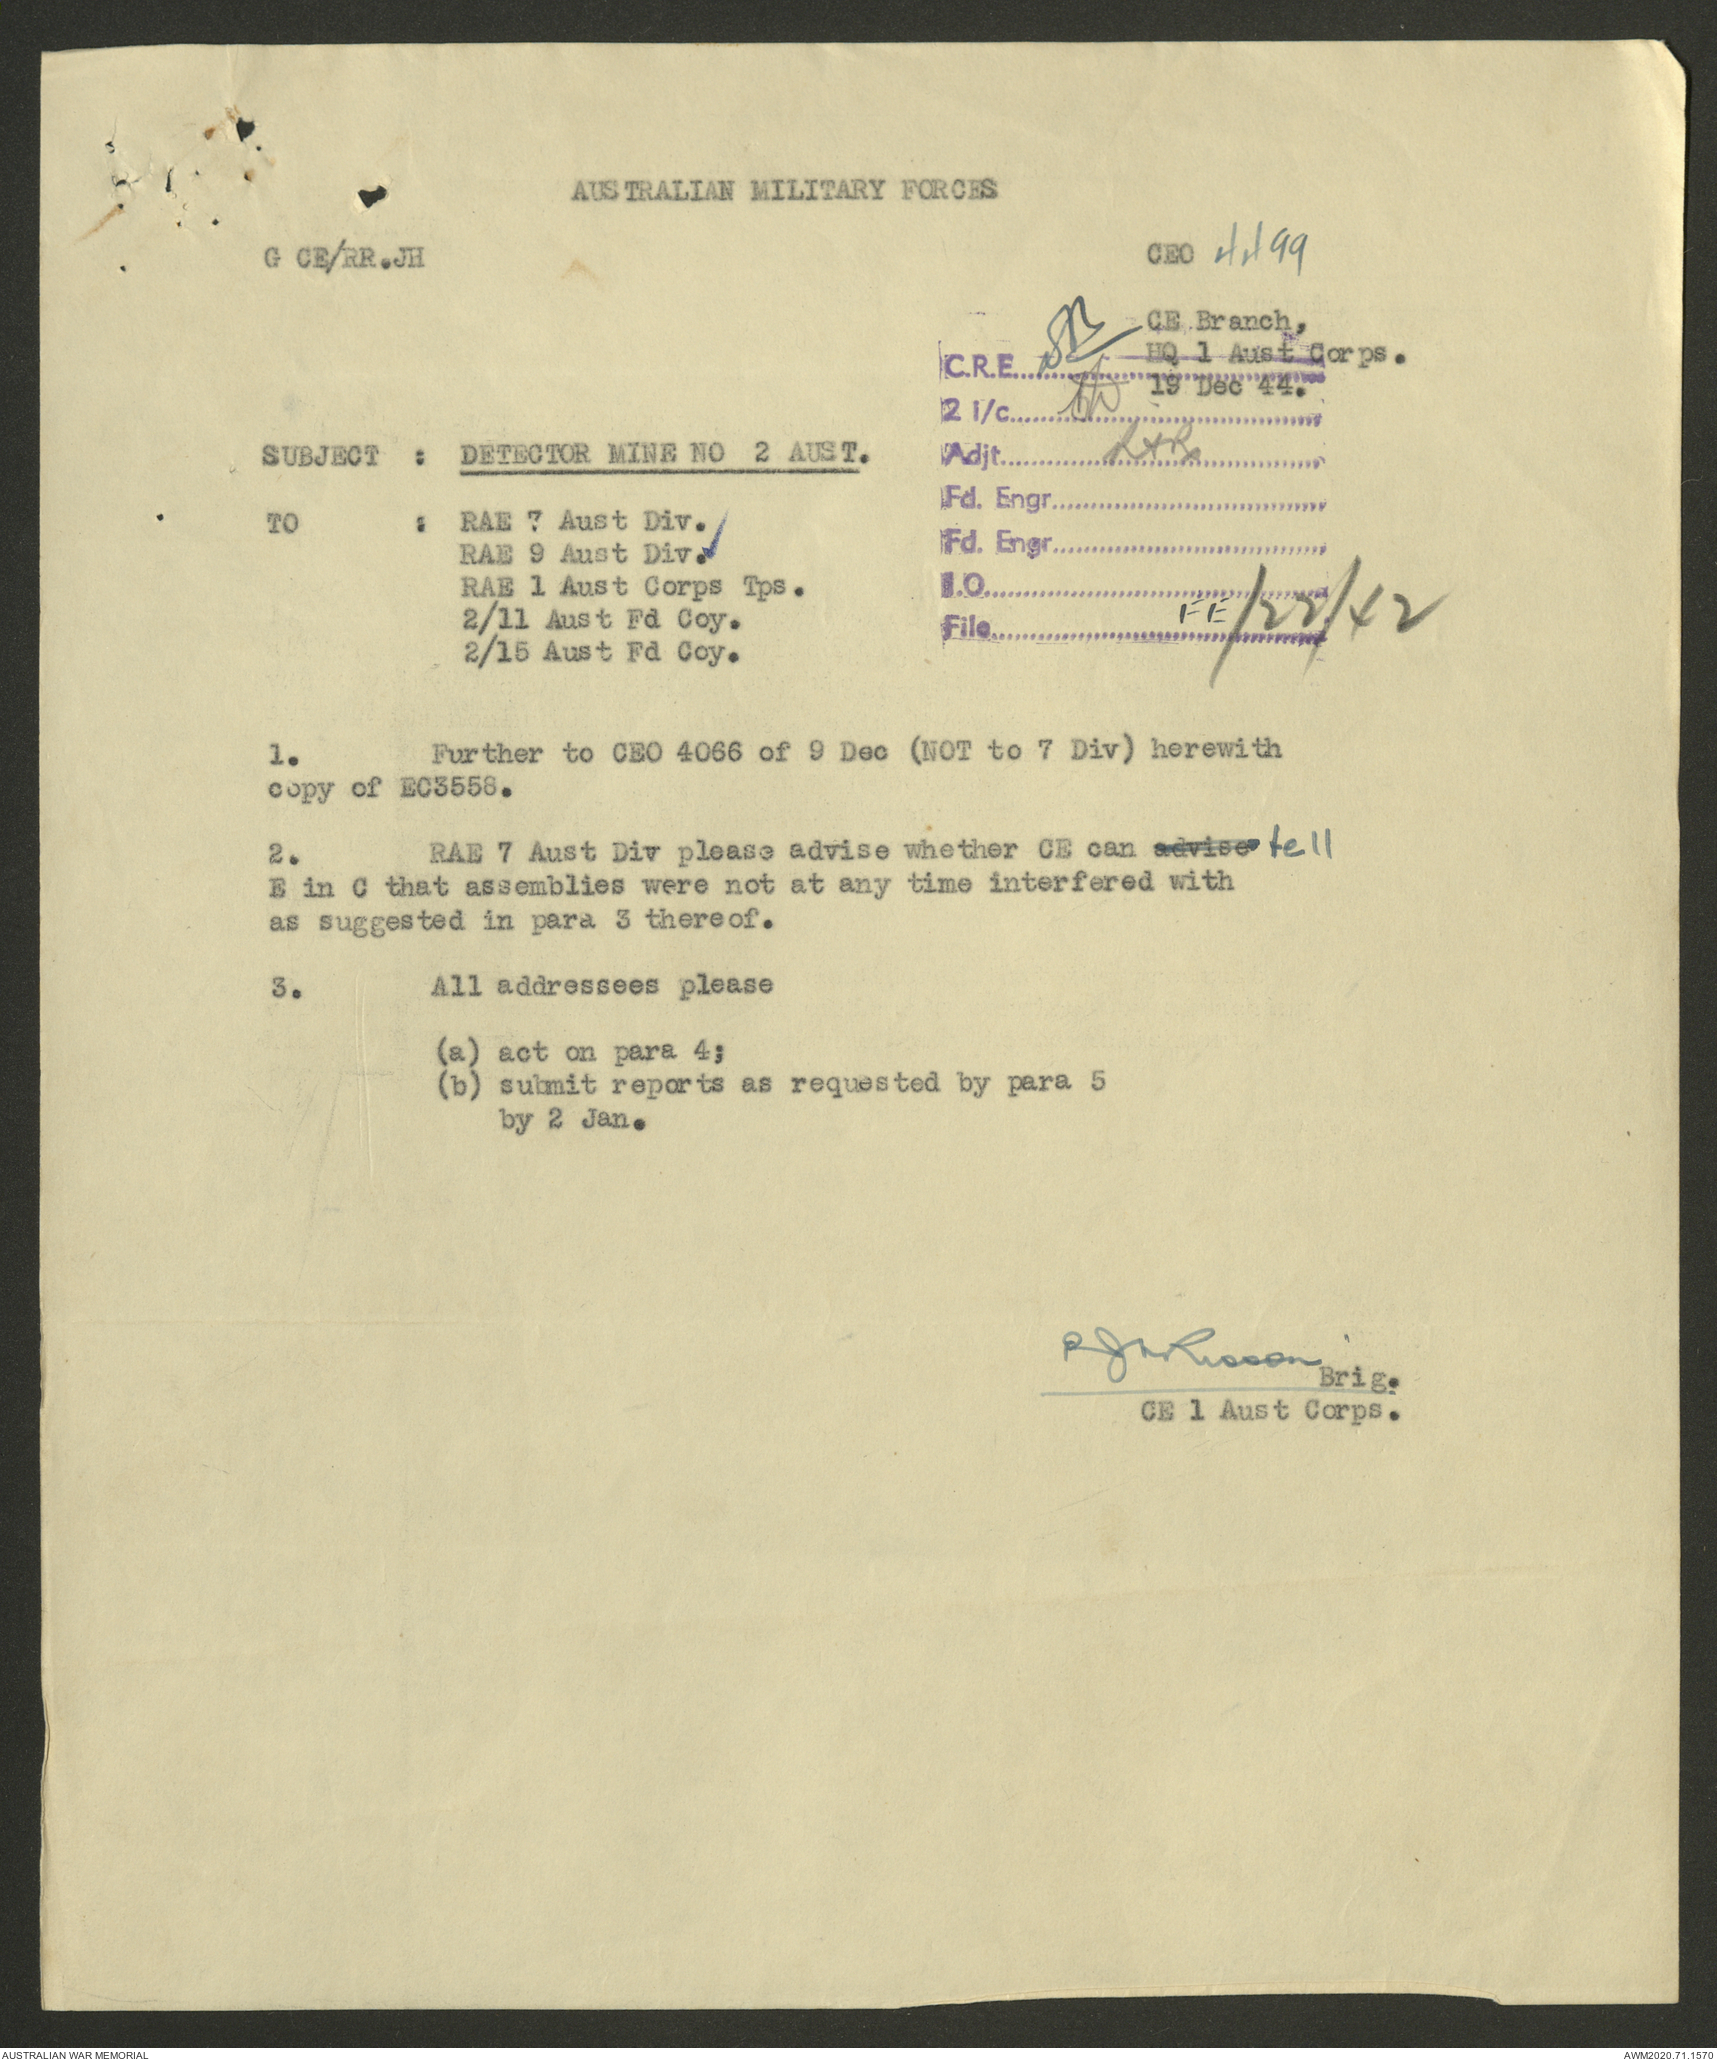 AUSTRALIAN MILITARY FORCES
G CE/RR.JH
CEO 4499
CE Branch,
HQ 1 Aust Corps.
19 Dec 44.
C.R.E.
2 i/c
Adjt
Fd. Engr
Fd. Engr
I.O.
File FE/22/42
SUBJECT : DETECTOR MINE NO 2 AUST.
TO : RAE 7 Aust Div.
RAE 9 Aust Div.
RAE 1 Aust Corps Tps.
2/11 Aust Fd Coy.
2/15 Aust Fd Coy.
1. Further to CEO 4066 of 9 Dec (NOT to 7 Div) herewith
copy of EC3558.
2. RAE 7 Aust Div please advise whether CE can advise tell
E in C that assemblies were not at any time interfered with
as suggested in para 3 thereof.
3. All addressees please
(a) act on para 4;
(b) submit reports as requested by para 5
by 2 Jan.
Brig.
CE 1 Aust Corps.
AUSTRALIAN WAR MEMORIAL
AWM2020.71.1570